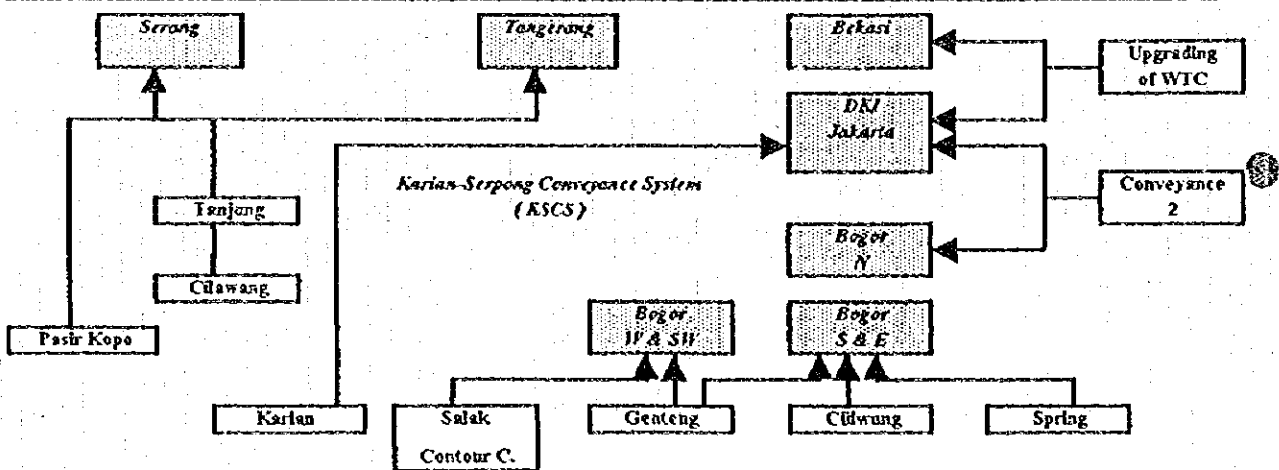 Serang
Tangerang
Bekasi
Upgrading
of WTC
DKI
Jakarta
Karian-Serpong Conveyance System
( KSCS )
Tanjung
Conveyance
2
Bogor
N
Cilawang
Pasir Kopo
Bogor
W & SW
Bogor
S & E
Karian
Salak
Contour C.
Genteng
Ciliwung
Spring